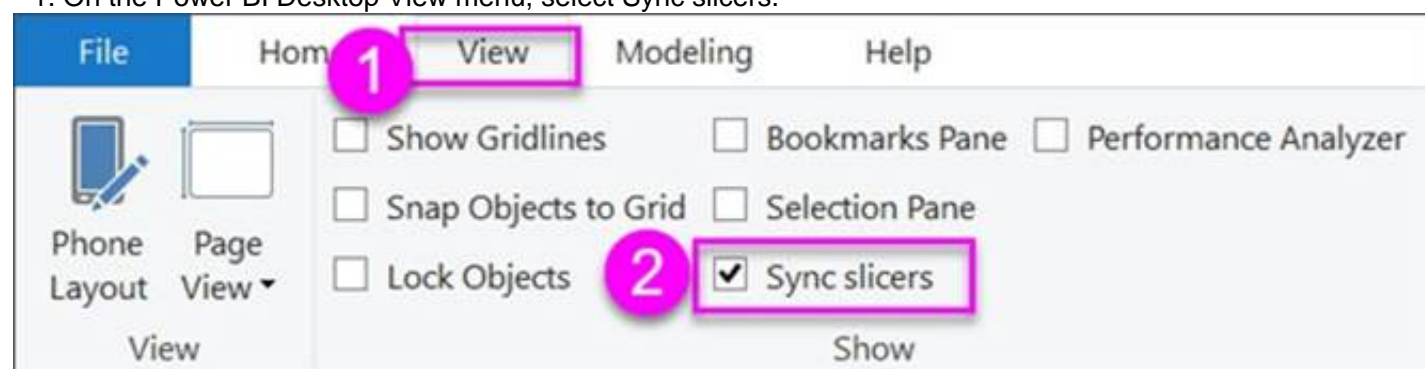 1. On the Power BI Desktop View menu, select Sync slicers.
File Hom 1 View Modeling Help
Show Gridlines Bookmarks Pane Performance Analyzer
Snap Objects to Grid Selection Pane
Phone Layout
Page View
Lock Objects 2 Sync slicers
View Show